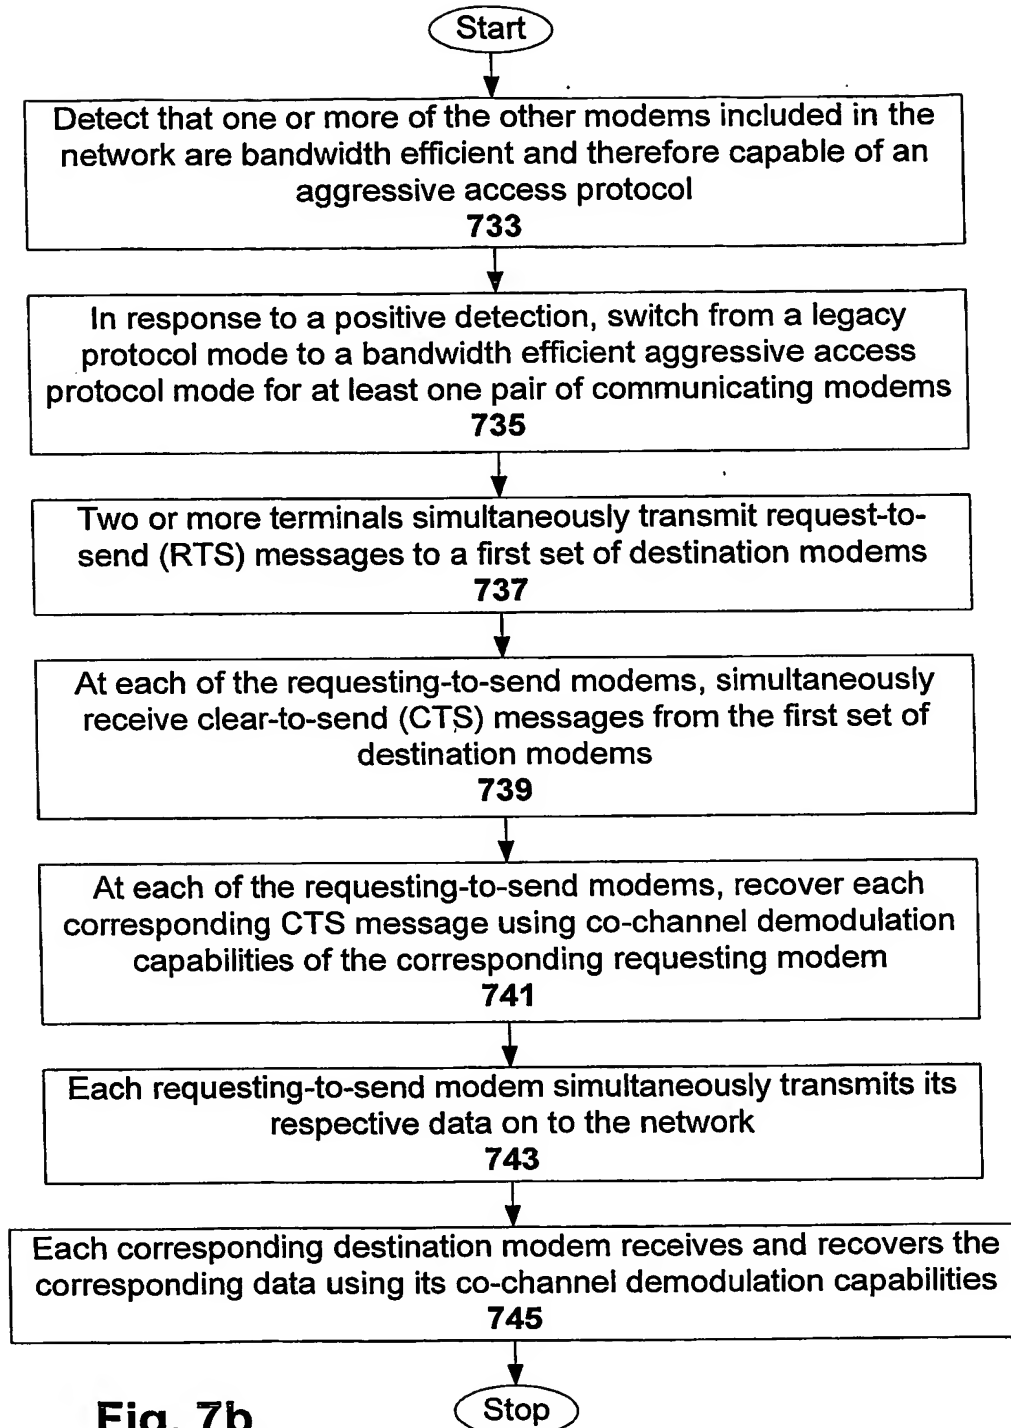 Start
Detect that one or more of the other modems included in the
network are bandwidth efficient and therefore capable of an
aggressive access protocol
733
In response to a positive detection, switch from a legacy
protocol mode to a bandwidth efficient aggressive access
protocol mode for at least one pair of communicating modems
735
Two or more terminals simultaneously transmit request-to-
send (RTS) messages to a first set of destination modems
737
At each of the requesting-to-send modems, simultaneously
receive clear-to-send (CTS) messages from the first set of
destination modems
739
At each of the requesting-to-send modems, recover each
corresponding CTS message using co-channel demodulation
capabilities of the corresponding requesting modem
741
Each requesting-to-send modem simultaneously transmits its
respective data on to the network
743
Each corresponding destination modem receives and recovers the
corresponding data using its co-channel demodulation capabilities
745
Stop
Fig. 7b